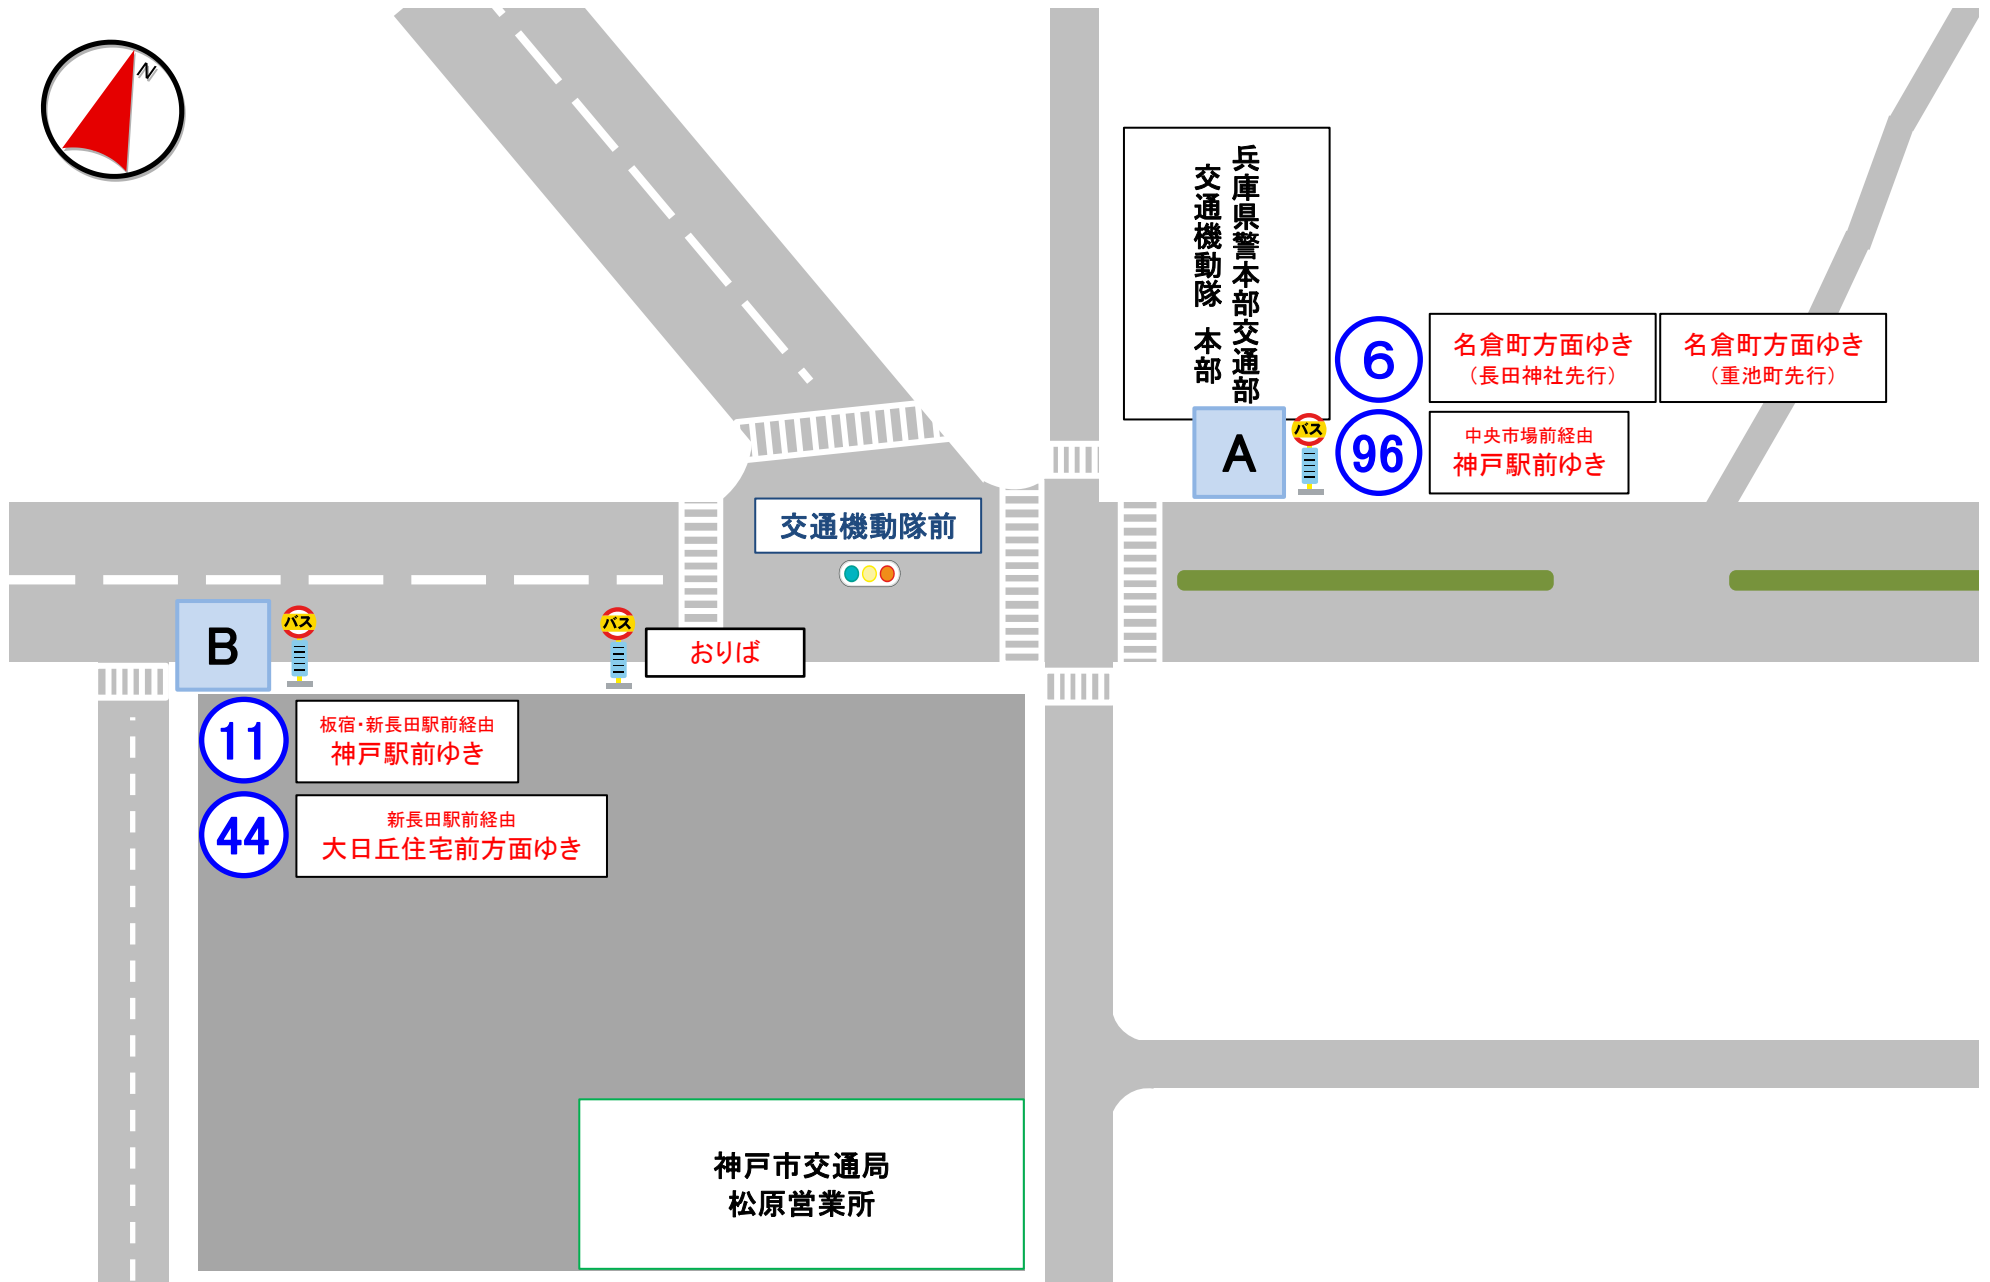 N
兵庫県警本部交通部
交通機動隊 本部
6
名倉町方面ゆき
（長田神社先行）
名倉町方面ゆき
（重池町先行）
A
バス
96
中央市場前経由
神戸駅前ゆき
交通機動隊前
B
バス
バス
おりば
11
板宿・新長田駅前経由
神戸駅前ゆき
44
新長田駅前経由
大日丘住宅前方面ゆき
神戸市交通局
松原営業所